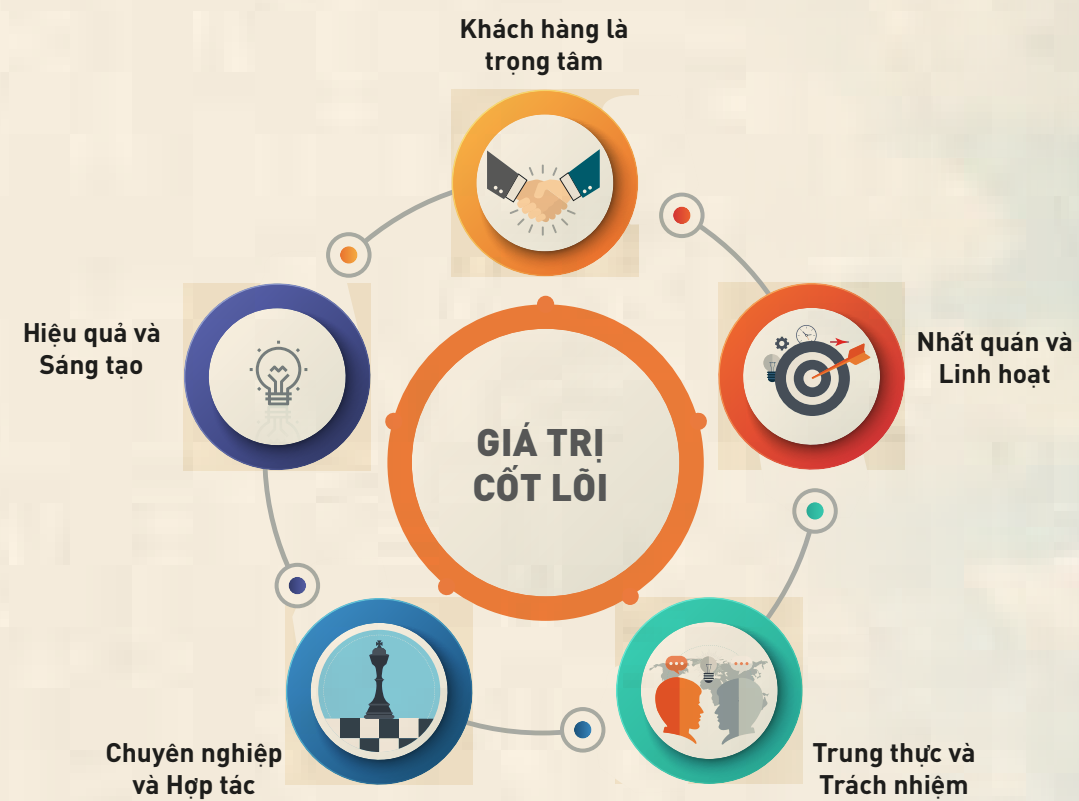 Khách hàng là
trọng tâm
Hiệu quả và
Sáng tạo
Nhất quán và
Linh hoạt
GIÁ TRỊ
CỐT LÕI
Chuyên nghiệp
và Hợp tác
Trung thực và
Trách nhiệm